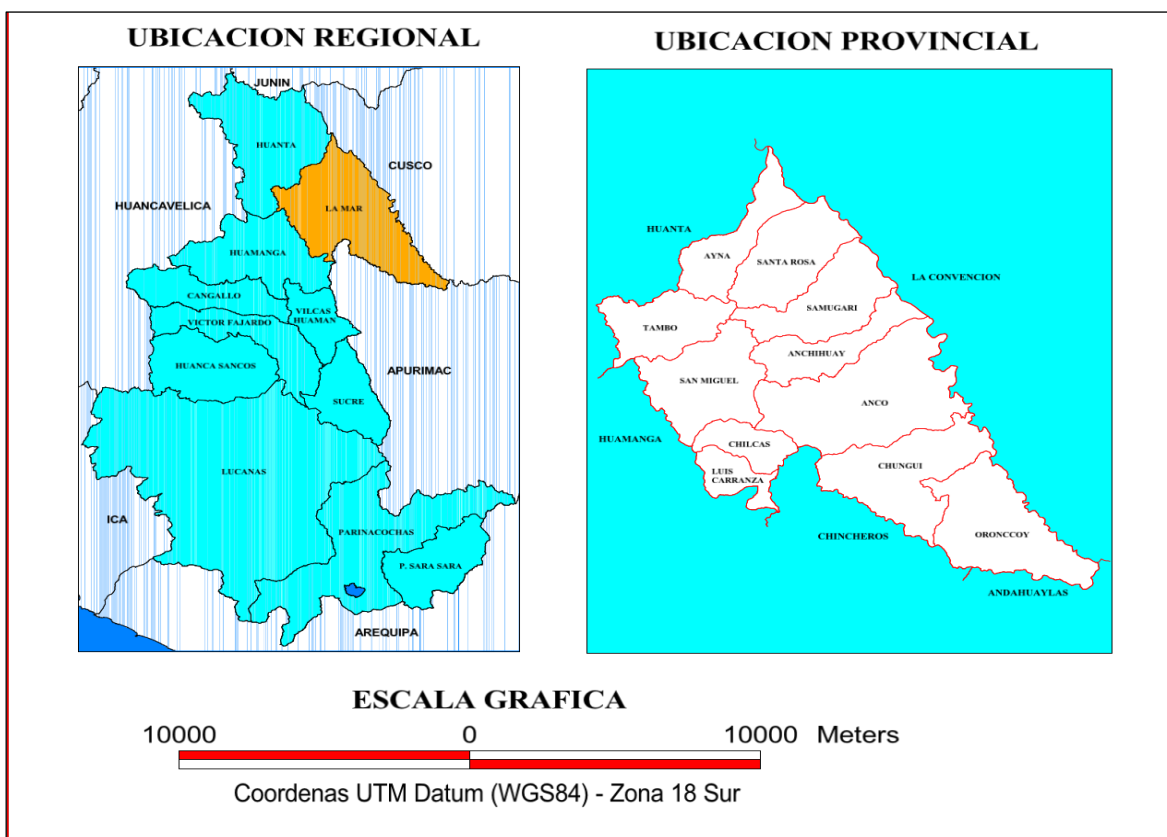 UBICACION REGIONAL
JUNIN
HUANTA
CUSCO
HUANCAVELICA
LA MAR
HUAMANGA
CANGALLO
VILCAS
HUAMAN
VICTOR FAJARDO
HUANCA SANCOS
APURIMAC
SUCRE
LUCANAS
ICA
PARINACOCHAS
P. SARA SARA
AREQUIPA
UBICACION PROVINCIAL
HUANTA
AYNA
SANTA ROSA
LA CONVENCION
SAMUGARI
TAMBO
ANCHIHUAY
SAN MIGUEL
ANCO
HUAMANGA
CHILCAS
CHUNGUI
LUIS
CARRANZA
CHINCHEROS
ORONCCOY
ANDAHUAYLAS
ESCALA GRAFICA
10000 0 10000 Meters
Coordenas UTM Datum (WGS84) - Zona 18 Sur